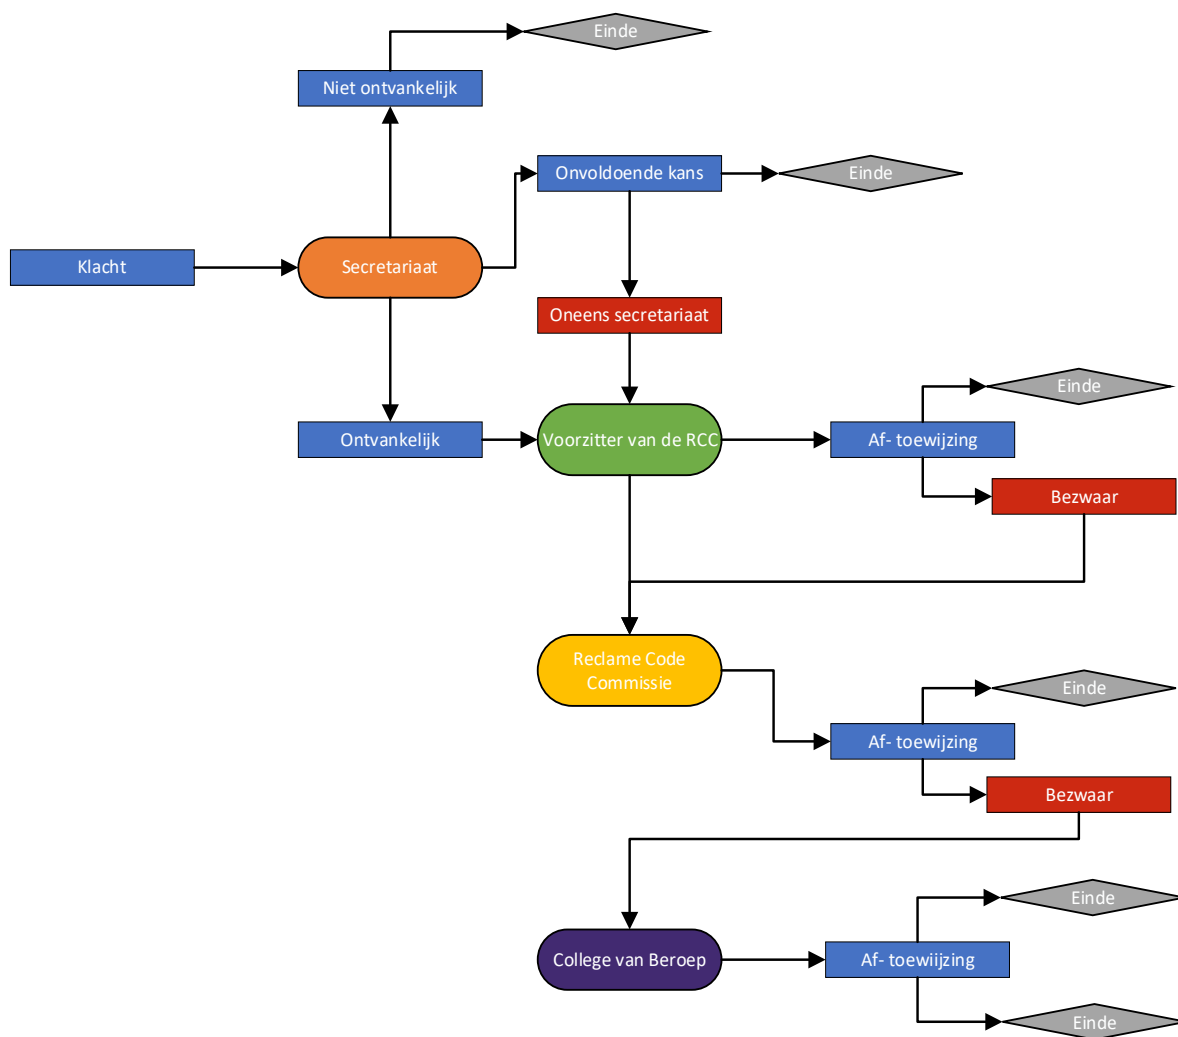 Einde
Niet ontvankelijk
Onvoldoende kans
Einde
Klacht
Secretariaat
Oneens secretariaat
Einde
Ontvankelijk
Voorzitter van de RCC
Af- toewijzing
Bezwaar
Reclame Code
Commissie
Einde
Af- toewijzing
Bezwaar
Einde
College van Beroep
Af- toewiijzing
Einde